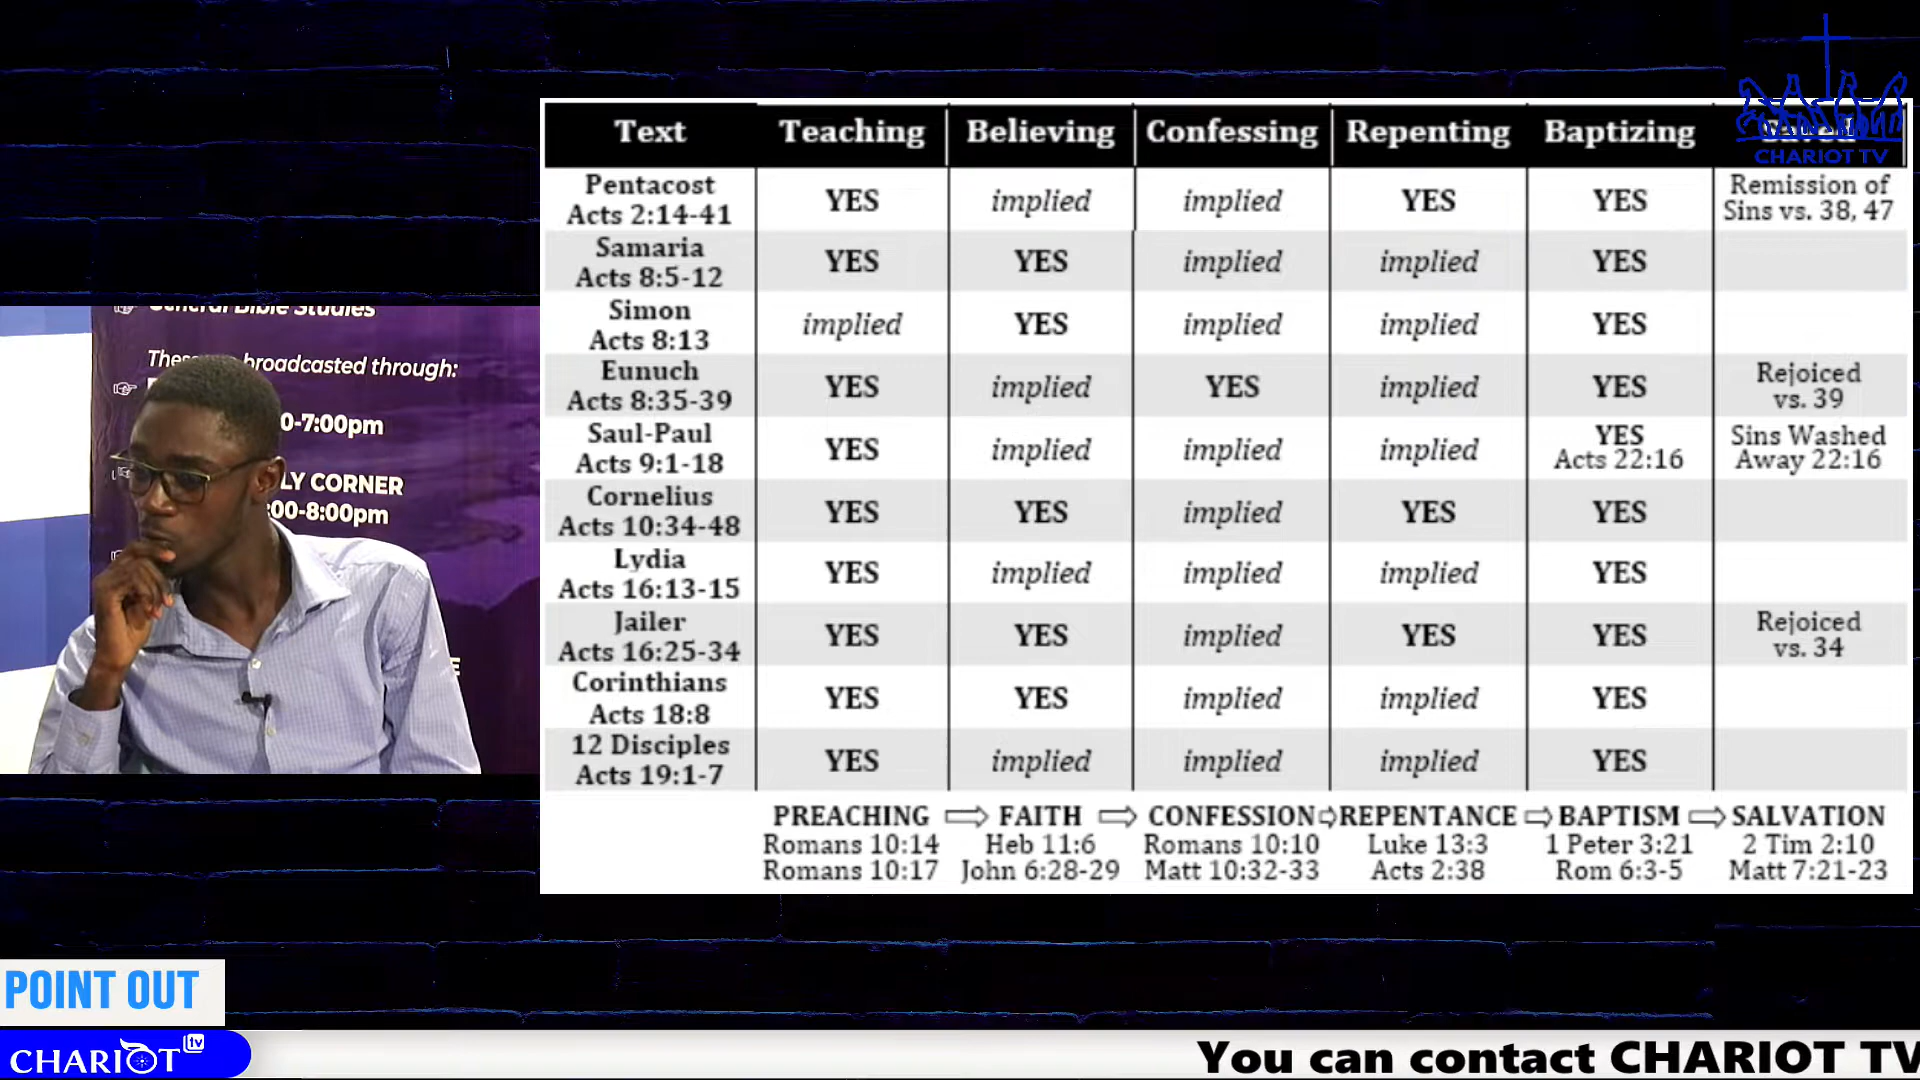 CHARIOT TV
Text Teaching Believing Confessing Repenting Baptizing
Pentacost
Acts 2:14-41
YES implied implied YES YES
Remission of
Sins vs. 38, 47
Samaria
Acts 8:5-12
YES YES implied implied YES
Simon
Acts 8:13
implied YES implied implied YES
Eunuch
Acts 8:35-39
YES implied YES implied YES
Rejoiced
vs. 39
Saul-Paul
Acts 9:1-18
YES implied implied implied
YES
Acts 22:16
Sins Washed
Away 22:16
Cornelius
Acts 10:34-48
YES YES implied YES YES
Lydia
Acts 16:13-15
YES implied implied implied YES
Jailer
Acts 16:25-34
YES YES implied YES YES
Rejoiced
vs. 34
Corinthians
Acts 18:8
YES YES implied implied YES
12 Disciples
Acts 19:1-7
YES implied implied implied YES
PREACHING ⇨ FAITH ⇨ CONFESSION ⇨ REPENTANCE ⇨ BAPTISM ⇨ SALVATION
Romans 10:14 Heb 11:6 Romans 10:10 Luke 13:3 1 Peter 3:21 2 Tim 2:10
Romans 10:17 John 6:28-29 Matt 10:32-33 Acts 2:38 Rom 6:3-5 Matt 7:21-23
General Bible Studies
broadcasted through:
0-7:00pm
LY CORNER
:00-8:00pm
POINT OUT
CHARIOT tv
You can contact CHARIOT TV